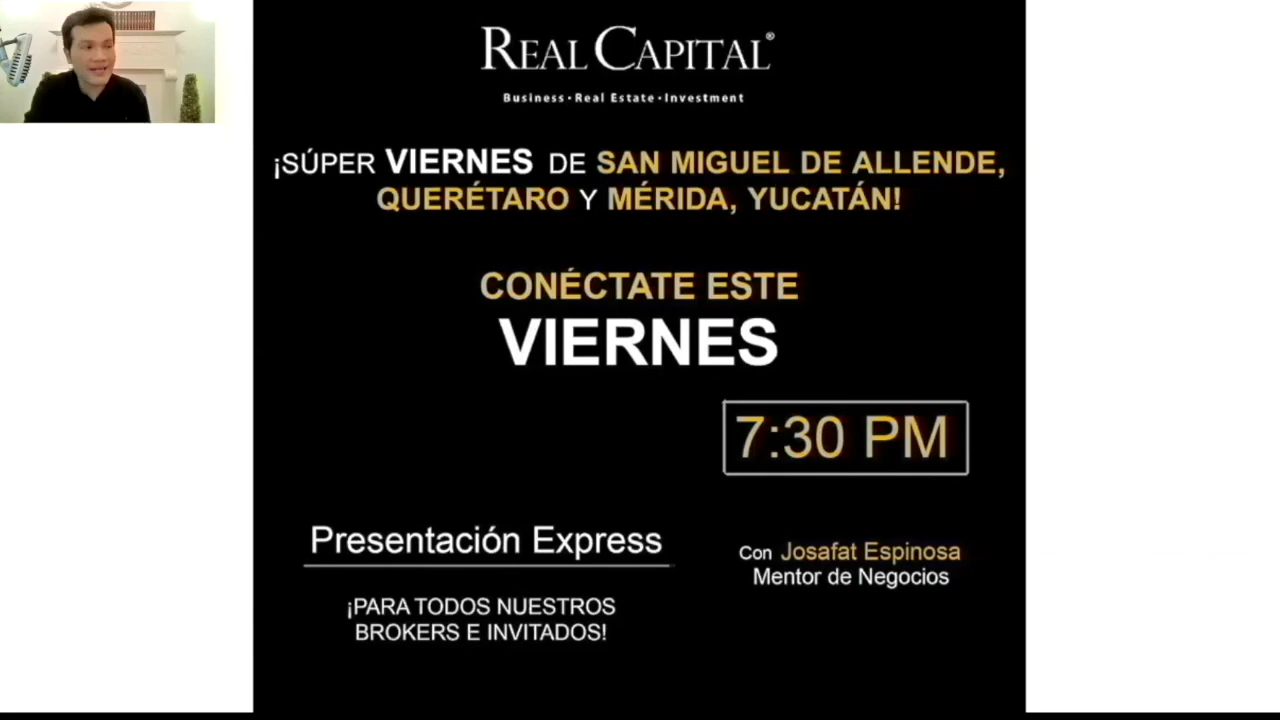 REAL CAPITAL®
Business • Real Estate • Investment
¡SÚPER VIERNES DE SAN MIGUEL DE ALLENDE,
QUERÉTARO Y MÉRIDA, YUCATÁN!
CONÉCTATE ESTE
VIERNES
7:30 PM
Presentación Express
¡PARA TODOS NUESTROS
BROKERS E INVITADOS!
Con Josafat Espinosa
Mentor de Negocios